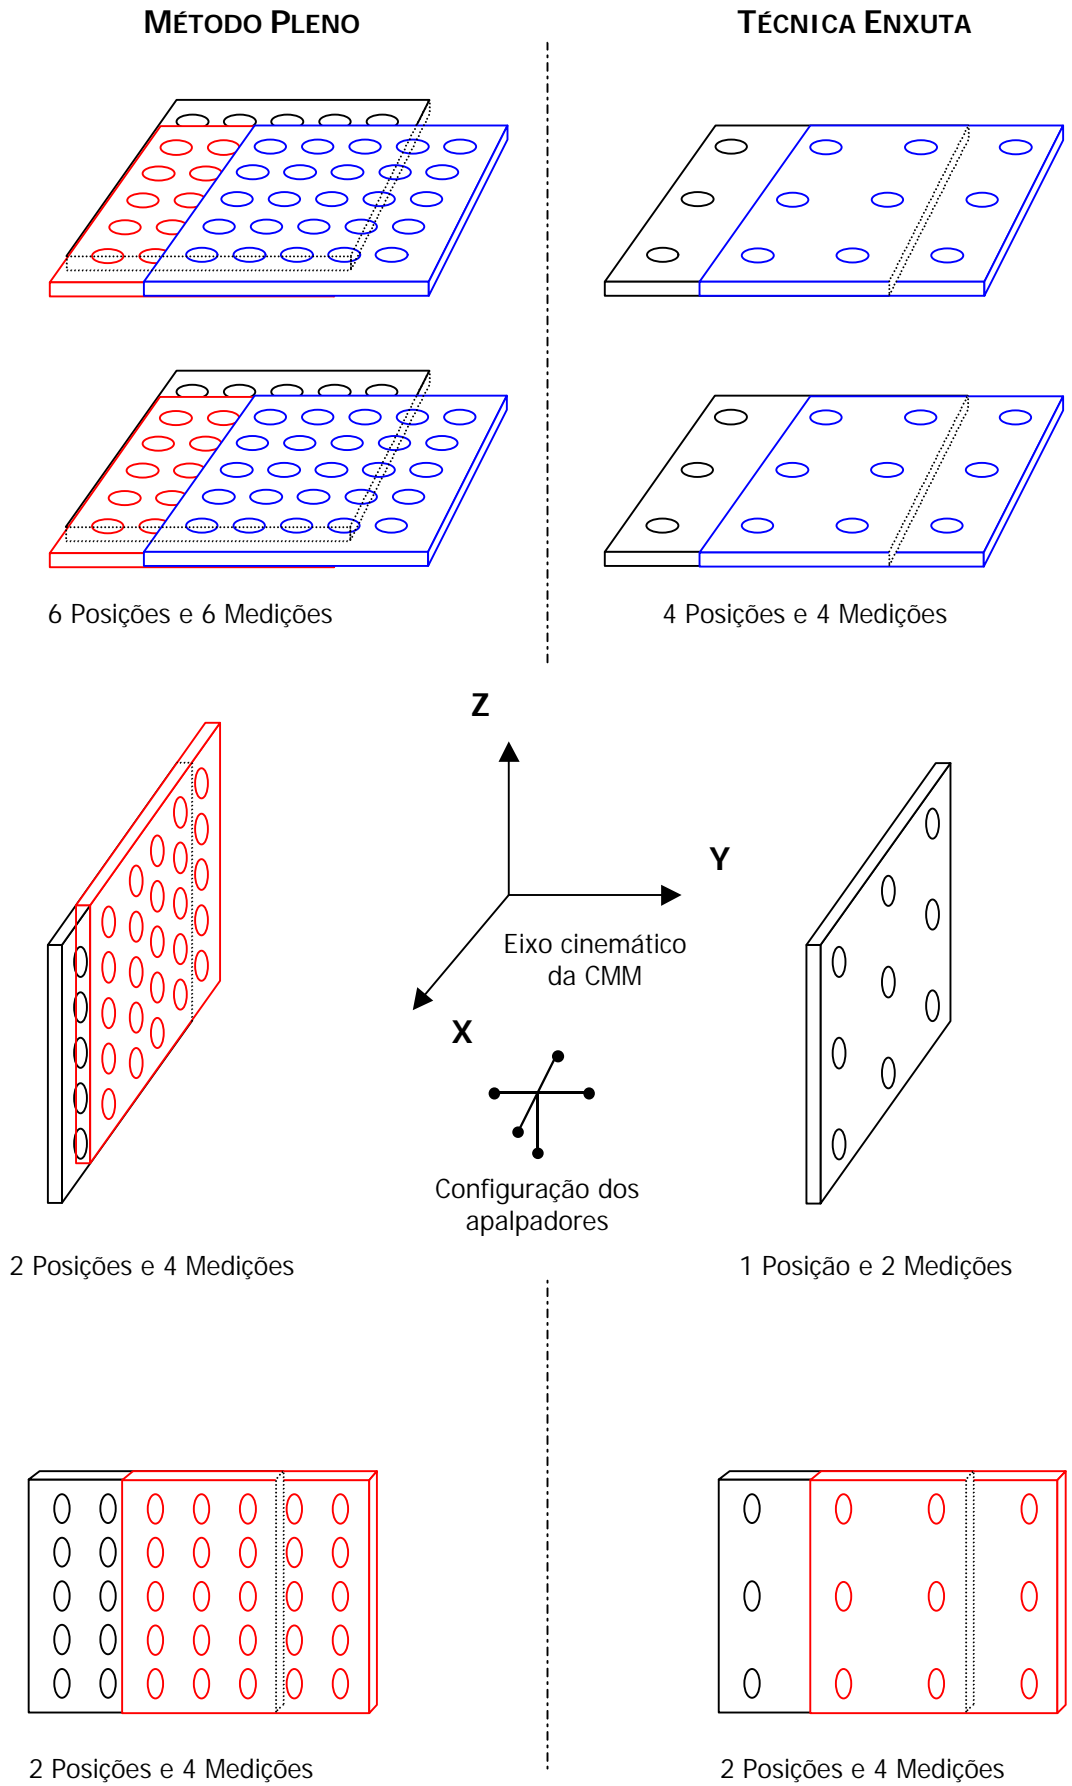 MÉTODO PLENO
TÉCNICA ENXUTA
6 Posições e 6 Medições
4 Posições e 4 Medições
Z
Y
Eixo cinemático
da CMM
X
Configuração dos
apalpadores
2 Posições e 4 Medições
1 Posição e 2 Medições
2 Posições e 4 Medições
2 Posições e 4 Medições